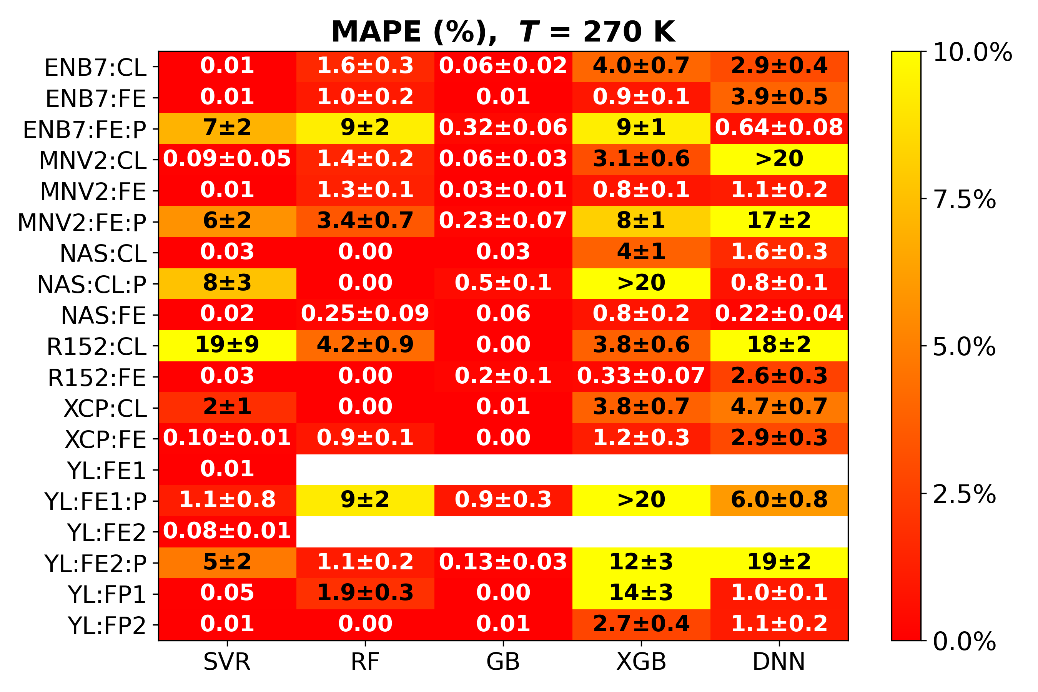 MAPE (%), T = 270 K
ENB7:CL 0.01 1.6±0.3 0.06±0.02 4.0±0.7 2.9±0.4
ENB7:FE 0.01 1.0±0.2 0.01 0.9±0.1 3.9±0.5
ENB7:FE:P 7±2 9±2 0.32±0.06 9±1 0.64±0.08
MNV2:CL 0.09±0.05 1.4±0.2 0.06±0.03 3.1±0.6 >20
MNV2:FE 0.01 1.3±0.1 0.03±0.01 0.8±0.1 1.1±0.2
MNV2:FE:P 6±2 3.4±0.7 0.23±0.07 8±1 17±2
NAS:CL 0.03 0.00 0.03 4±1 1.6±0.3
NAS:CL:P 8±3 0.00 0.5±0.1 >20 0.8±0.1
NAS:FE 0.02 0.25±0.09 0.06 0.8±0.2 0.22±0.04
R152:CL 19±9 4.2±0.9 0.00 3.8±0.6 18±2
R152:FE 0.03 0.00 0.2±0.1 0.33±0.07 2.6±0.3
XCP:CL 2±1 0.00 0.01 3.8±0.7 4.7±0.7
XCP:FE 0.10±0.01 0.9±0.1 0.00 1.2±0.3 2.9±0.3
YL:FE1 0.01
YL:FE1:P 1.1±0.8 9±2 0.9±0.3 >20 6.0±0.8
YL:FE2 0.08±0.01
YL:FE2:P 5±2 1.1±0.2 0.13±0.03 12±3 19±2
YL:FP1 0.05 1.9±0.3 0.00 14±3 1.0±0.1
YL:FP2 0.01 0.00 0.01 2.7±0.4 1.1±0.2
SVR RF GB XGB DNN
10.0%
7.5%
5.0%
2.5%
0.0%